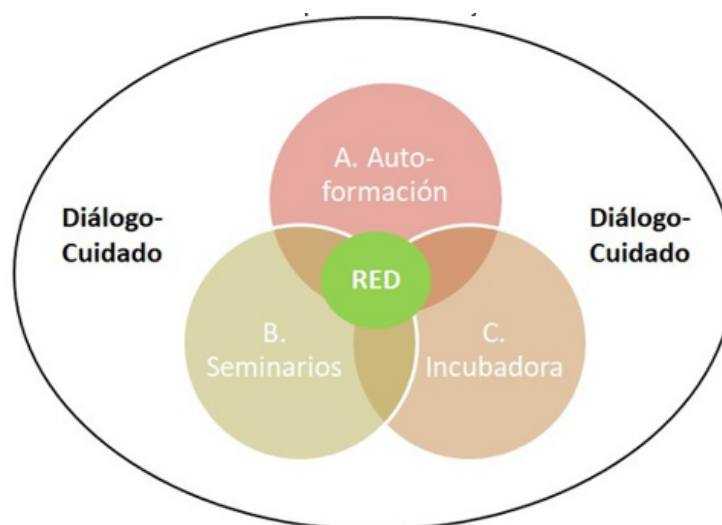 A. Auto-
formación
Diálogo-
Cuidado
Diálogo-
Cuidado
RED
B.
Seminarios
C.
Incubadora